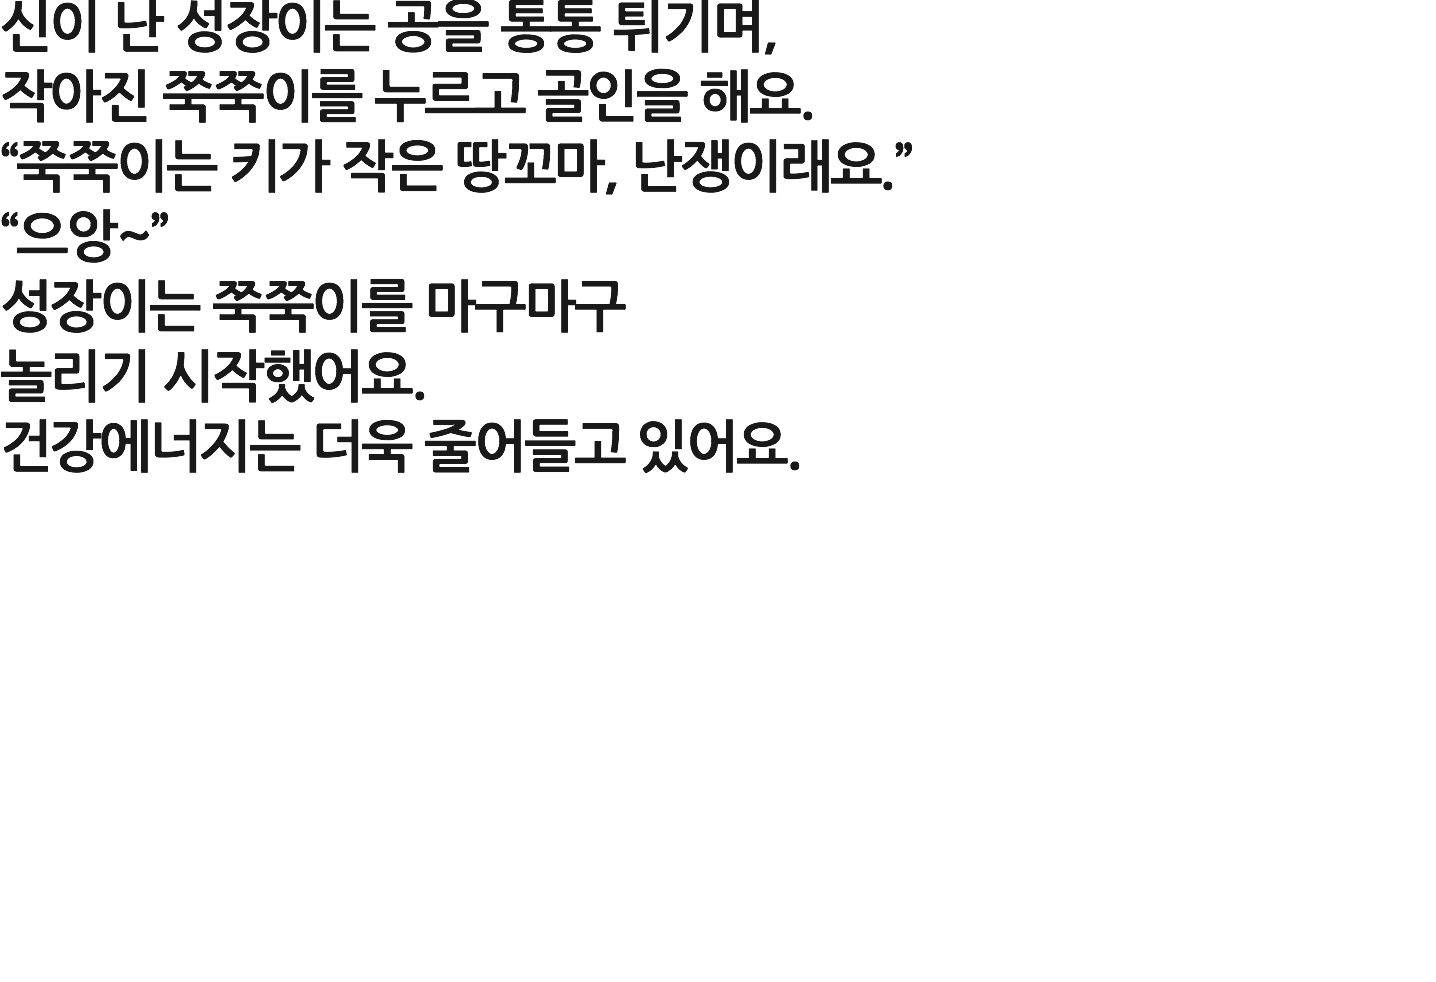 신이 난 성장이는 공을 통통 튀기며,
작아진 쭉쭉이를 누르고 골인을 해요.
“쭉쭉이는 키가 작은 땅꼬마, 난쟁이래요.”
“으앙~”
성장이는 쭉쭉이를 마구마구
놀리기 시작했어요.
건강에너지는 더욱 줄어들고 있어요.